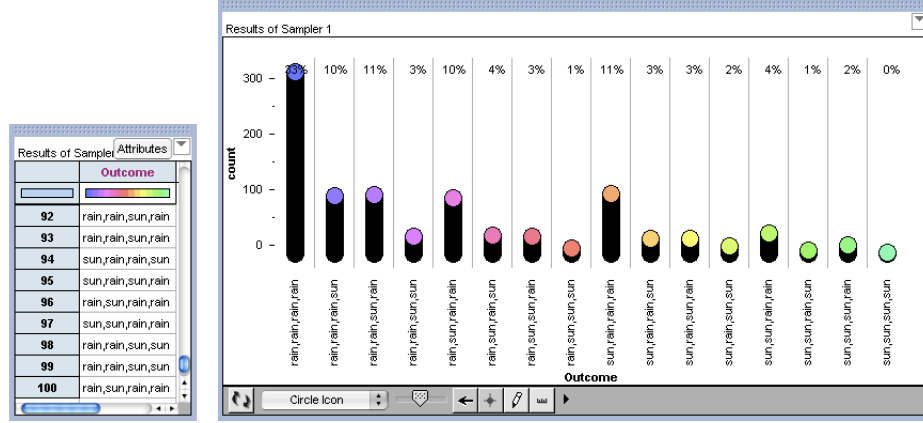 Results of Sampler Attributes
Outcome
92 rain,rain,sun,rain
93 rain,rain,sun,rain
94 sun,rain,rain,sun
95 sun,rain,sun,rain
96 rain,sun,rain,rain
97 sun,sun,rain,rain
98 rain,rain,sun,sun
99 rain,rain,sun,sun
100 rain,sun,rain,rain
Results of Sampler 1
33% 10% 11% 3% 10% 4% 3% 1% 11% 3% 3% 2% 4% 1% 2% 0%
300
200
100
0
count
rain,rain,rain,rain
rain,rain,rain,sun
rain,rain,sun,rain
rain,rain,sun,sun
rain,sun,rain,rain
rain,sun,rain,sun
rain,sun,sun,rain
rain,sun,sun,sun
sun,rain,rain,rain
sun,rain,rain,sun
sun,rain,sun,rain
sun,rain,sun,sun
sun,sun,rain,rain
sun,sun,rain,sun
sun,sun,sun,rain
sun,sun,sun,sun
Outcome
Circle Icon